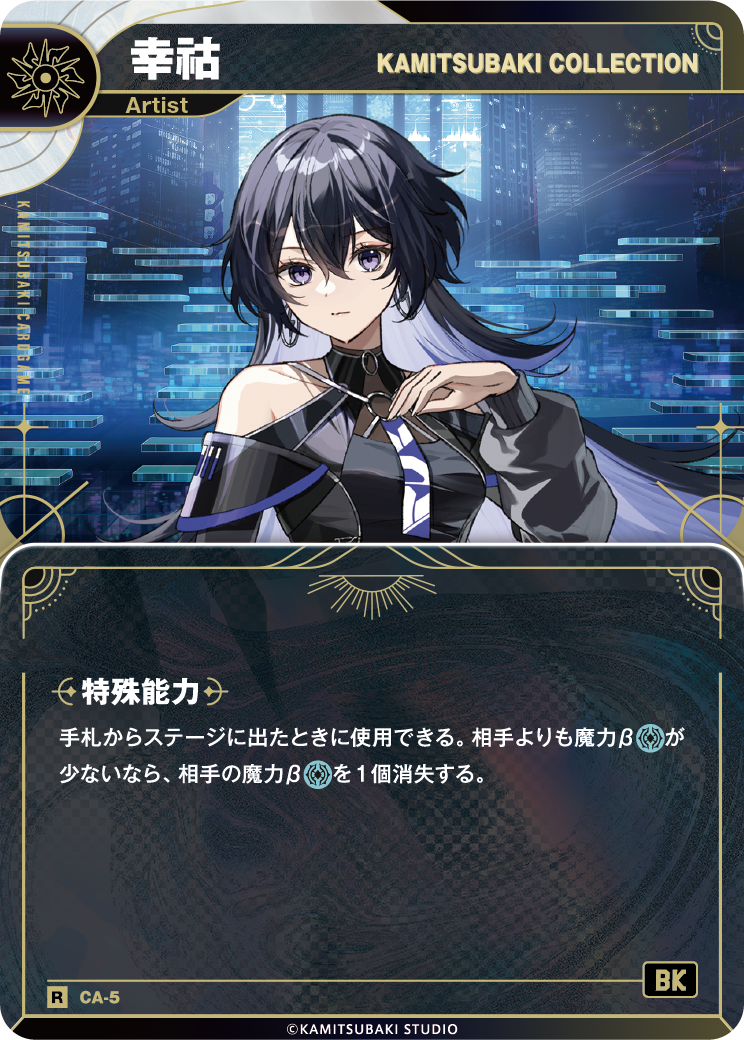 幸祜
KAMITSUBAKI COLLECTION
Artist
KAMITSUBAKI CARDGAME
特殊能力
手札からステージに出たときに使用できる。相手よりも魔力βが
少ないなら、相手の魔力βを1個消失する。
R CA-5
BK
©KAMITSUBAKI STUDIO